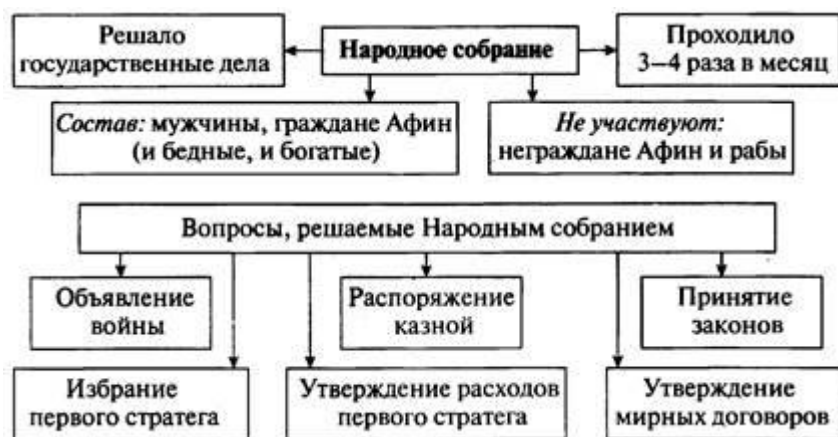 Решало
государственные дела
Народное собрание
Проходило
3–4 раза в месяц
Состав: мужчины, граждане Афин
(и бедные, и богатые)
Не участвуют:
неграждане Афин и рабы
Вопросы, решаемые Народным собранием
Объявление
войны
Распоряжение
казной
Принятие
законов
Избрание
первого стратега
Утверждение расходов
первого стратега
Утверждение
мирных договоров